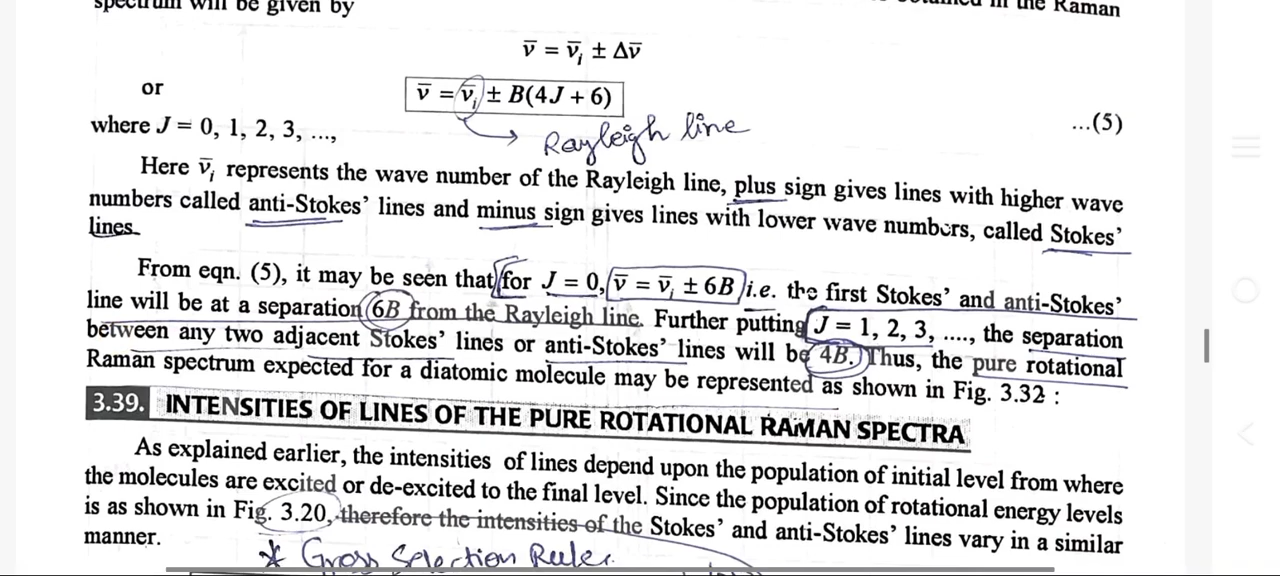 spectrum will be given by
in the Raman
ν̄ = ν̄ᵢ ± Δν̄
or
ν̄ = ν̄ᵢ ± B(4J + 6)
where J = 0, 1, 2, 3, ...,
Rayleigh line
...(5)
Here ν̄ᵢ represents the wave number of the Rayleigh line, plus sign gives lines with higher wave
numbers called anti-Stokes' lines and minus sign gives lines with lower wave numbers, called Stokes'
lines.
From eqn. (5), it may be seen that for J = 0, ν̄ = ν̄ᵢ ± 6B i.e. the first Stokes' and anti-Stokes'
line will be at a separation 6B from the Rayleigh line. Further putting J = 1, 2, 3, ...., the separation
between any two adjacent Stokes' lines or anti-Stokes' lines will be 4B. Thus, the pure rotational
Raman spectrum expected for a diatomic molecule may be represented as shown in Fig. 3.32 :
3.39. INTENSITIES OF LINES OF THE PURE ROTATIONAL RAMAN SPECTRA
As explained earlier, the intensities of lines depend upon the population of initial level from where
the molecules are excited or de-excited to the final level. Since the population of rotational energy levels
is as shown in Fig. 3.20, therefore the intensities of the Stokes' and anti-Stokes' lines vary in a similar
manner.
* Gross Selection Rule